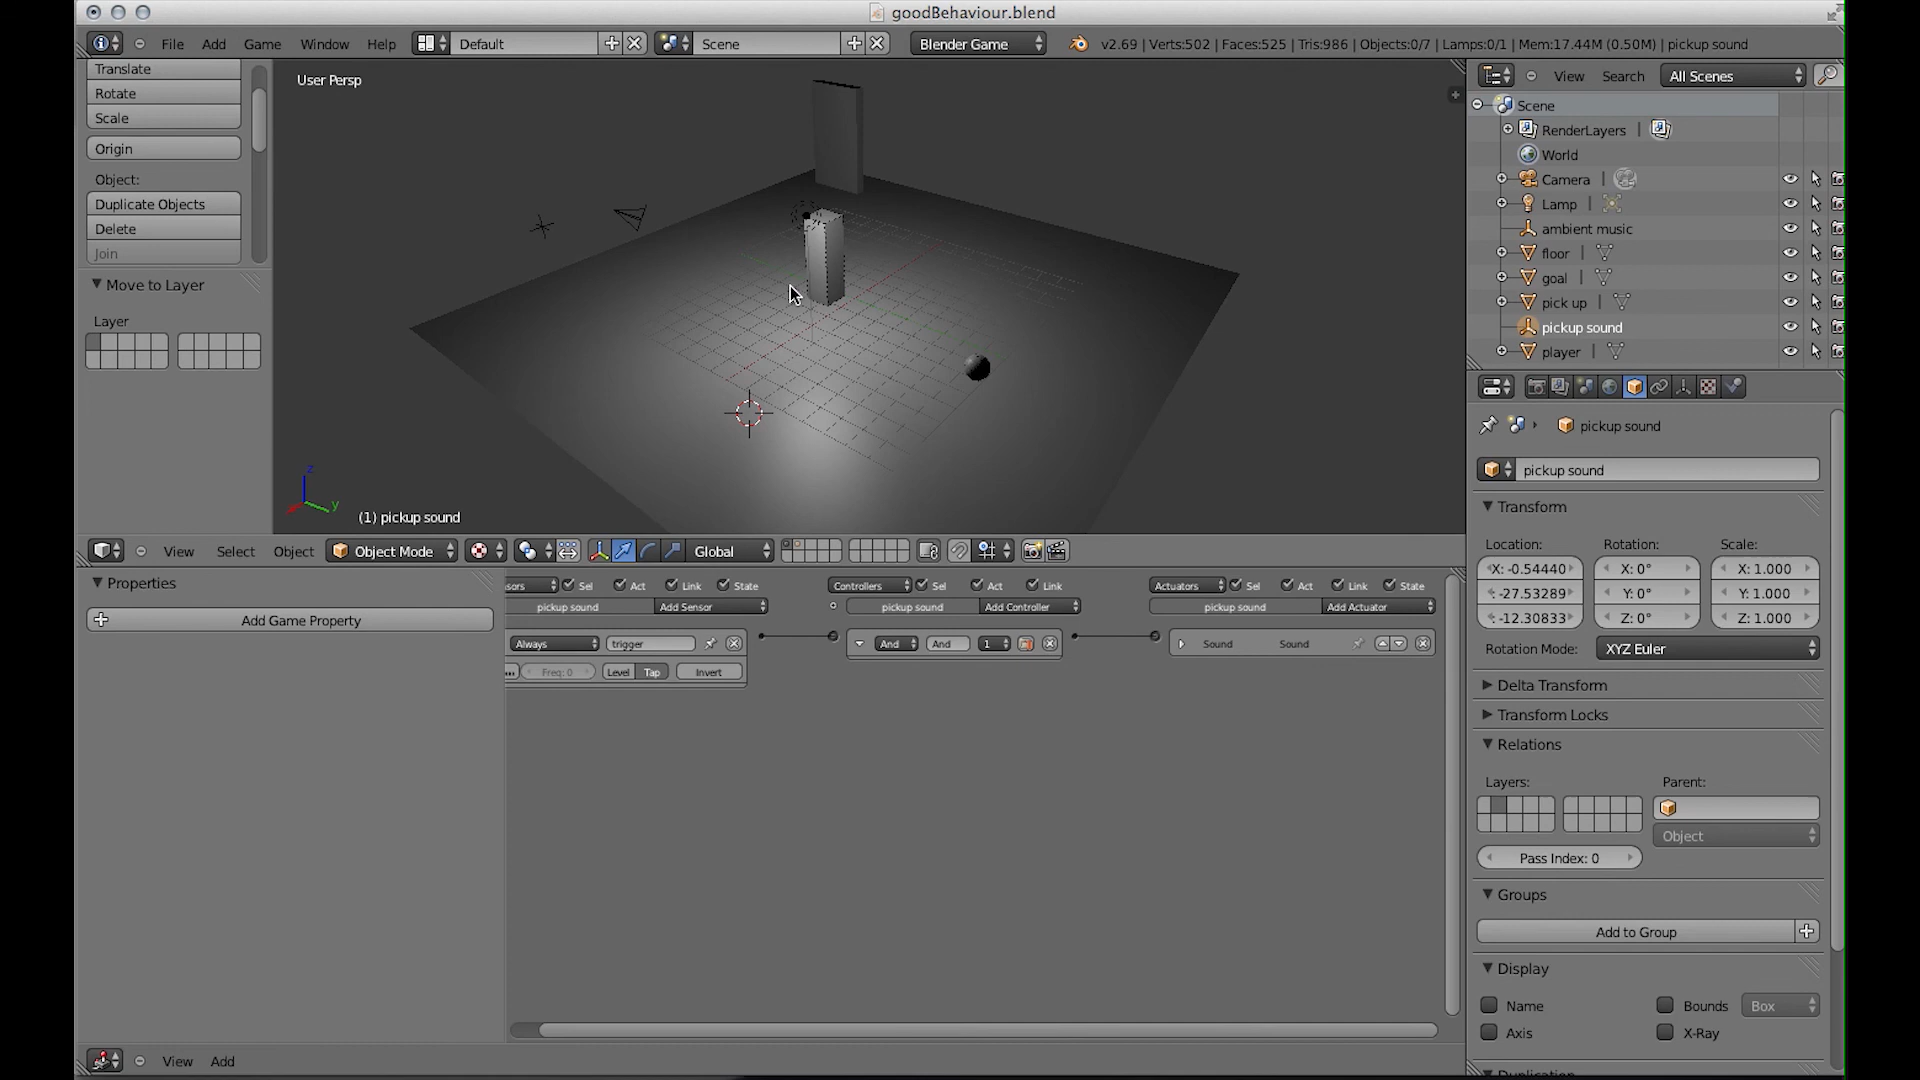 goodBehaviour.blend
File Add Game Window Help Default Scene Blender Game v2.69 | Verts:502 | Faces:525 | Tris:986 | Objects:0/7 | Lamps:0/1 | Mem:17.44M (0.50M) | pickup sound
Translate
Rotate
Scale
Origin
Object:
Duplicate Objects
Delete
Join
Move to Layer
Layer
User Persp
z
y
(1) pickup sound
View Select Object Object Mode Global
View Search All Scenes
Scene
RenderLayers |
World
Camera |
Lamp |
ambient music
floor |
goal |
pick up |
pickup sound
player |
pickup sound
pickup sound
Transform
Location: Rotation: Scale:
X: -0.54440 X: 0° X: 1.000
: -27.53289 Y: 0° Y: 1.000
: -12.30833 Z: 0° Z: 1.000
Rotation Mode: XYZ Euler
Delta Transform
Transform Locks
Relations
Layers: Parent:
Object
Pass Index: 0
Groups
Add to Group
Display
Name Bounds Box
Axis X-Ray
Properties
Add Game Property
sors Sel Act Link State Controllers Sel Act Link Actuators Sel Act Link State
pickup sound Add Sensor pickup sound Add Controller pickup sound Add Actuator
Always trigger And And 1 Sound Sound
... Freq: 0 Level Tap Invert
View Add